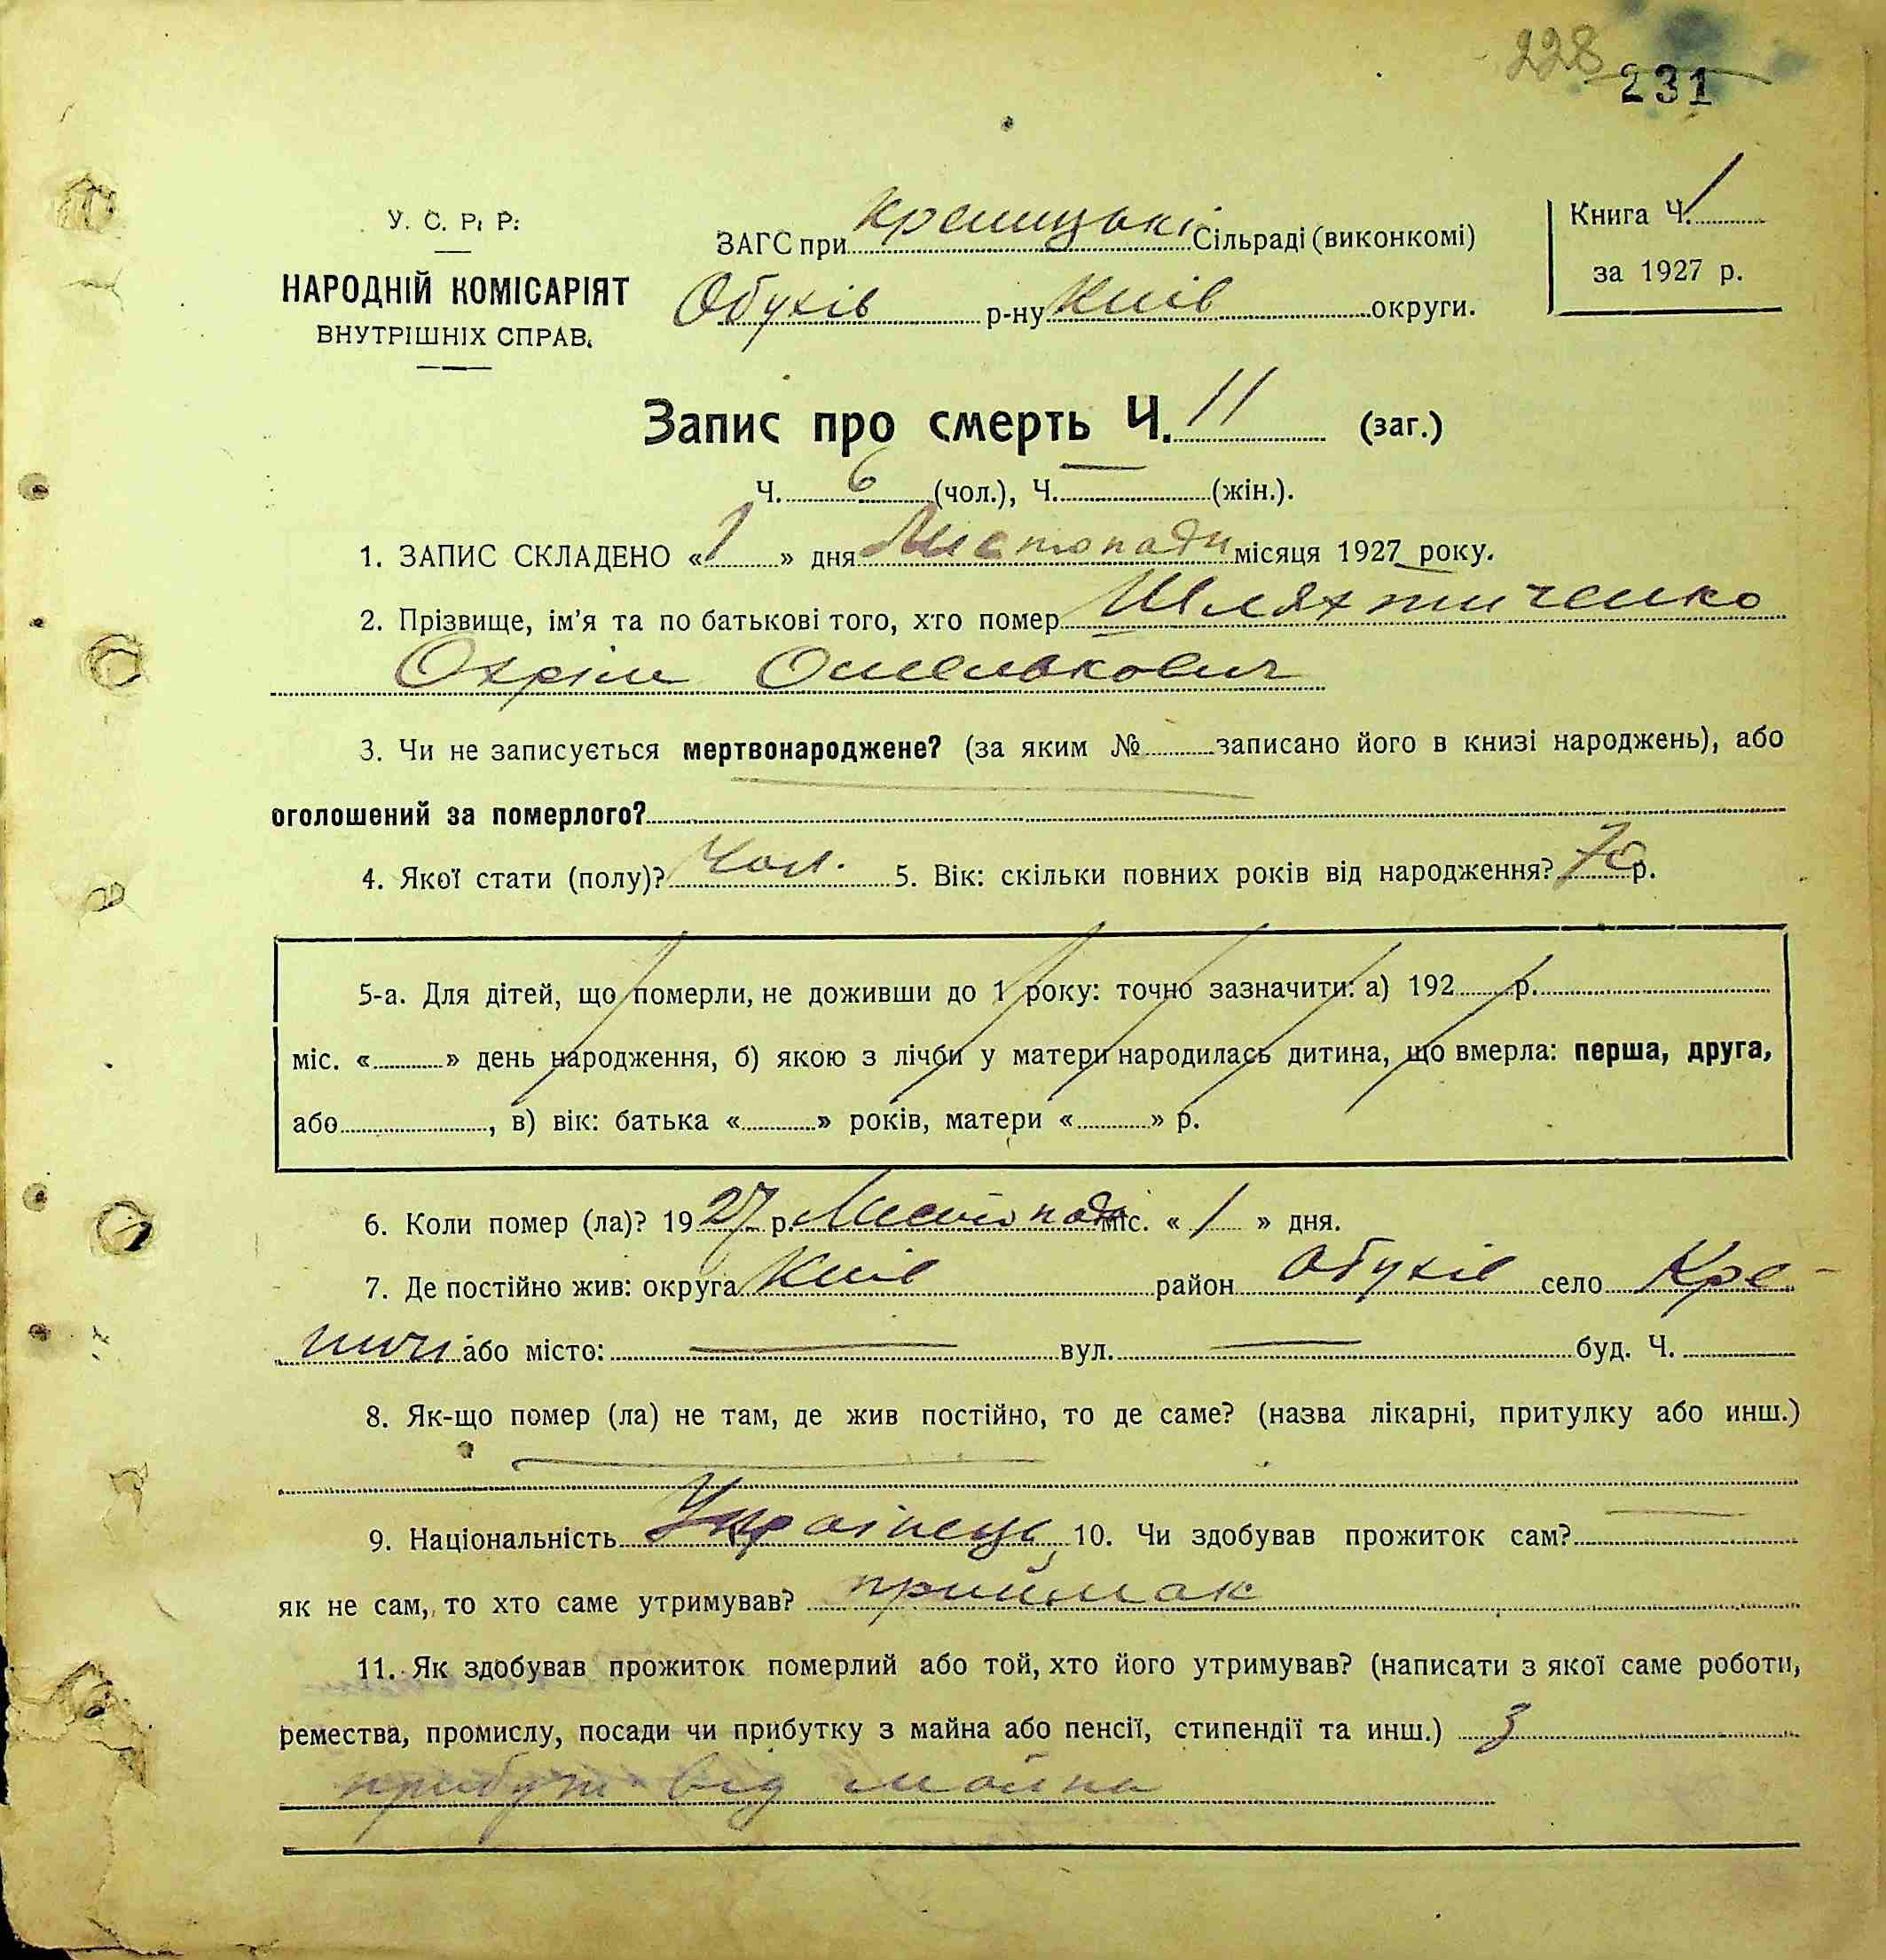 228
231
У. С. Р. Р.
НАРОДНІЙ КОМІСАРІЯТ
ВНУТРІШНІХ СПРАВ.
ЗАГС при Креницькі Сільраді (виконкомі)
Обухів р-ну Київ округи.
Книга Ч. 1
за 1927 р.
Запис про смерть Ч. 11 (заг.)
Ч. 6 (чол.), Ч. — (жін.).
1. ЗАПИС СКЛАДЕНО « 1 » дня Листопади місяця 1927 року.
2. Прізвище, ім'я та по батькові того, хто помер Шляхтиченко
Охрім Омелькович
3. Чи не записується мертвонароджене? (за яким № записано його в книзі народжень), або
оголошений за померлого?
4. Якої стати (полу)? Чол. 5. Вік: скільки повних років від народження? 70 р.
5-а. Для дітей, що померли, не доживши до 1 року: точно зазначити: а) 192 р.
міс. « » день народження, б) якою з лічби у матери народилась дитина, що вмерла: перша, друга,
або , в) вік: батька « » років, матери « » р.
6. Коли помер (ла)? 1927 р. Листопада міс. « 1 » дня.
7. Де постійно жив: округа Київ район Обухів село Кре-
ничі або місто: — вул. — буд. Ч.
8. Як-що помер (ла) не там, де жив постійно, то де саме? (назва лікарні, притулку або инш.)
9. Національність Українець 10. Чи здобував прожиток сам? —
як не сам, то хто саме утримував? приймак
11. Як здобував прожиток померлий або той, хто його утримував? (написати з якої саме роботи,
ремества, промислу, посади чи прибутку з майна або пенсії, стипендії та инш.) З
від майна